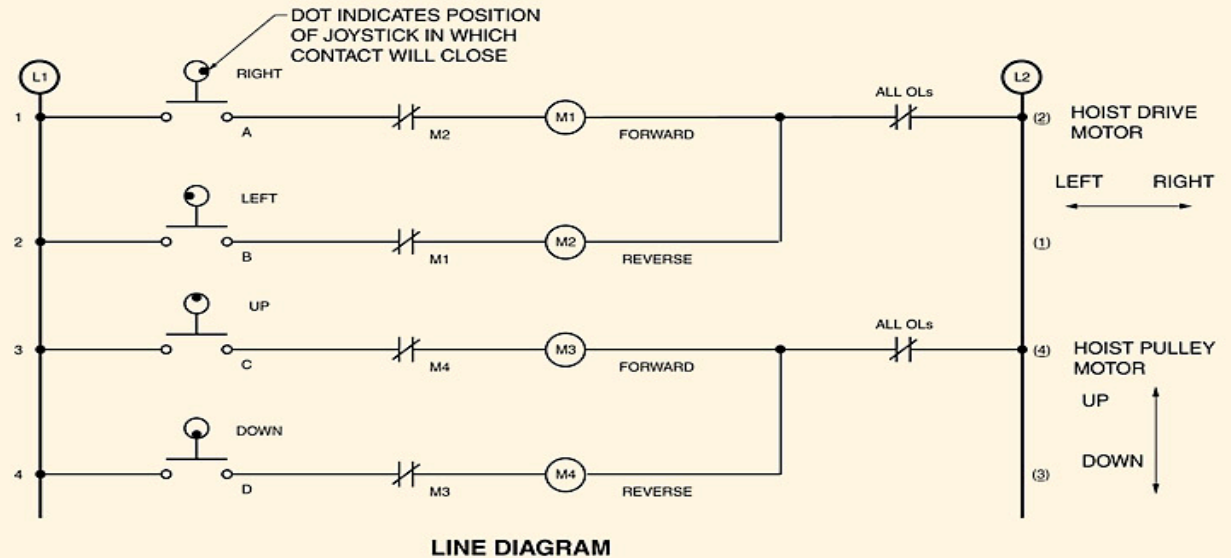 DOT INDICATES POSITION
OF JOYSTICK IN WHICH
CONTACT WILL CLOSE
L1
L2
RIGHT
ALL OLs
1
A
M2
M1
FORWARD
(2)
HOIST DRIVE
MOTOR
LEFT RIGHT
LEFT
2
B
M1
M2
REVERSE
(1)
UP
ALL OLs
3
C
M4
M3
FORWARD
(4)
HOIST PULLEY
MOTOR
UP
DOWN
DOWN
4
D
M3
M4
REVERSE
(3)
LINE DIAGRAM